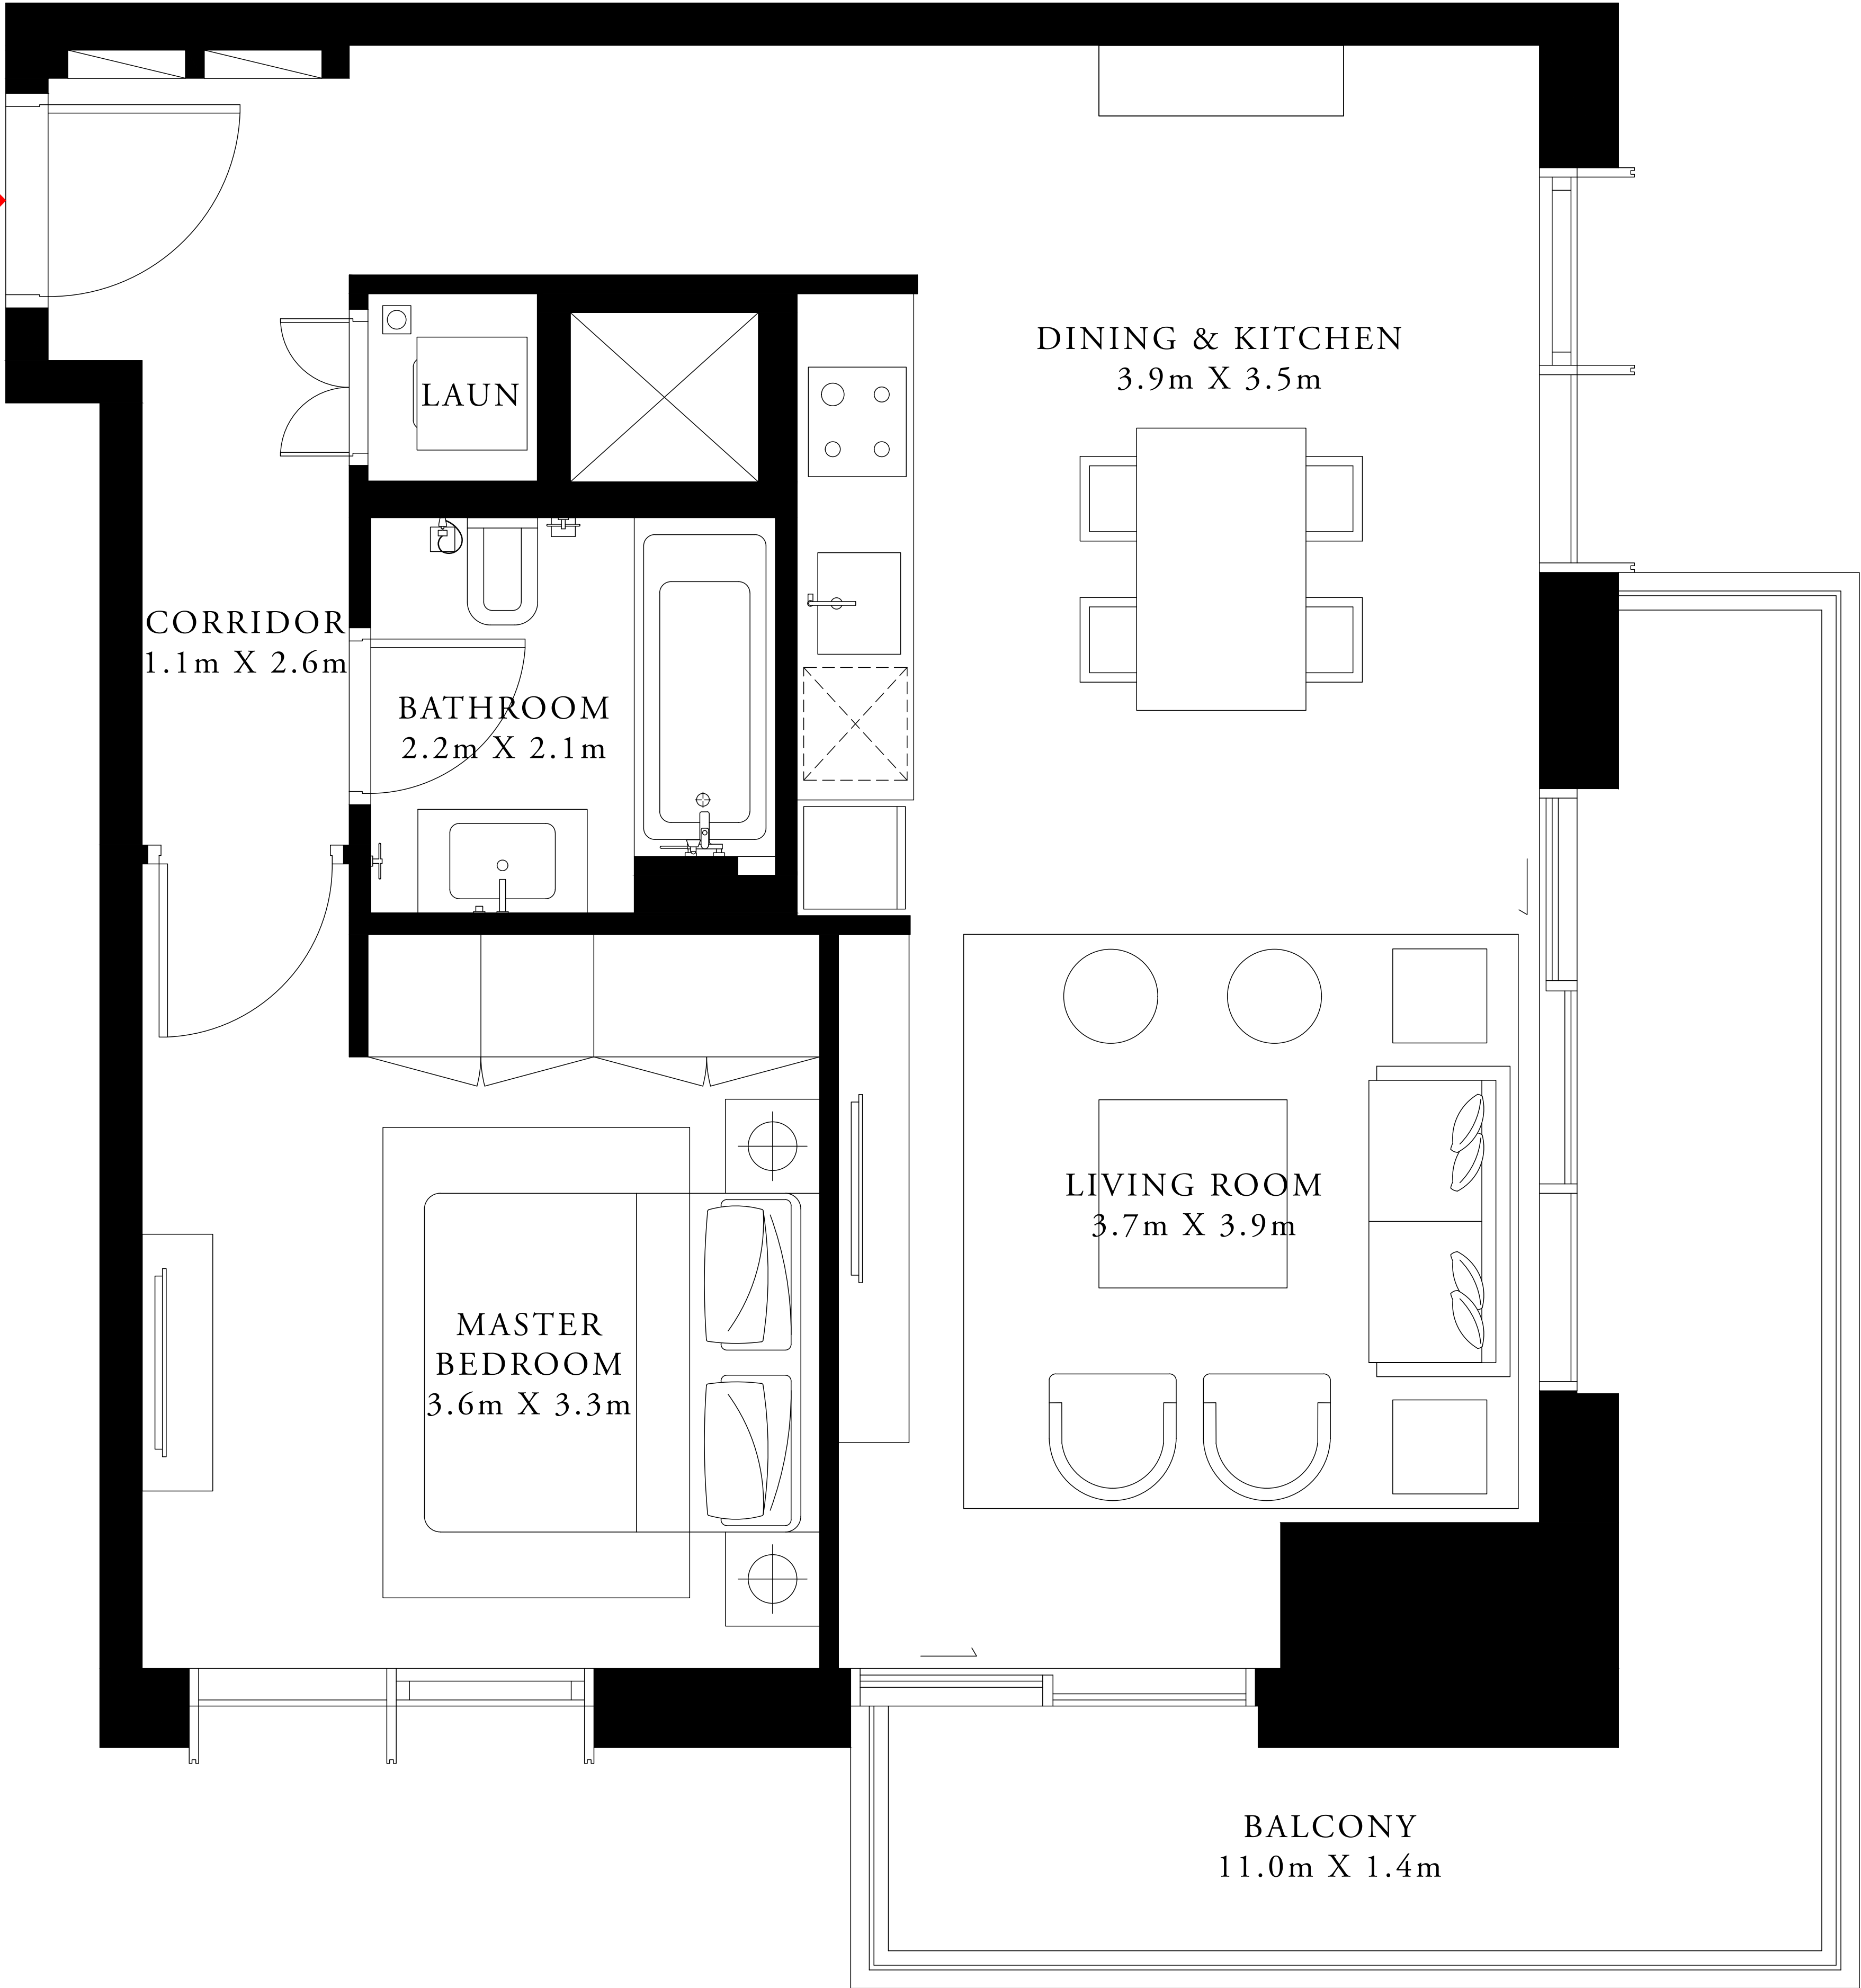 DINING & KITCHEN
3.9m X 3.5m
LAUN
CORRIDOR
1.1m X 2.6m
BATHROOM
2.2m X 2.1m
LIVING ROOM
3.7m X 3.9m
MASTER
BEDROOM
3.6m X 3.3m
BALCONY
11.0m X 1.4m